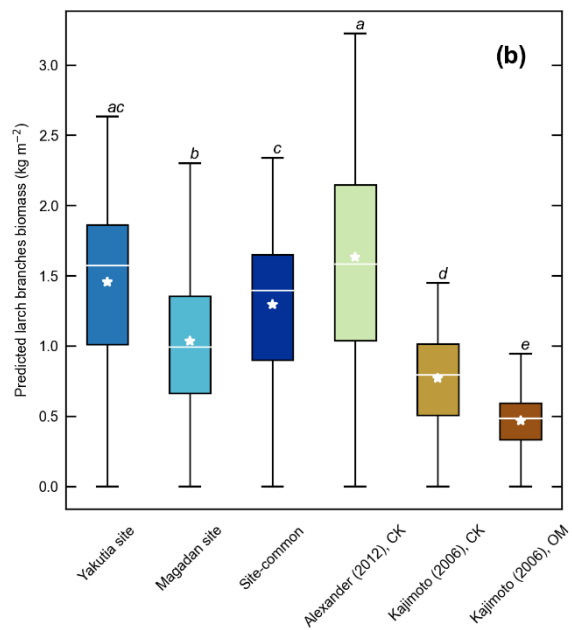 (b)
Predicted larch branches biomass (kg m⁻²)
3.0
2.5
2.0
1.5
1.0
0.5
0.0
ac
b
c
a
d
e
Yakutia site
Magadan site
Site-common
Alexander (2012), CK
Kajimoto (2006), CK
Kajimoto (2006), OM